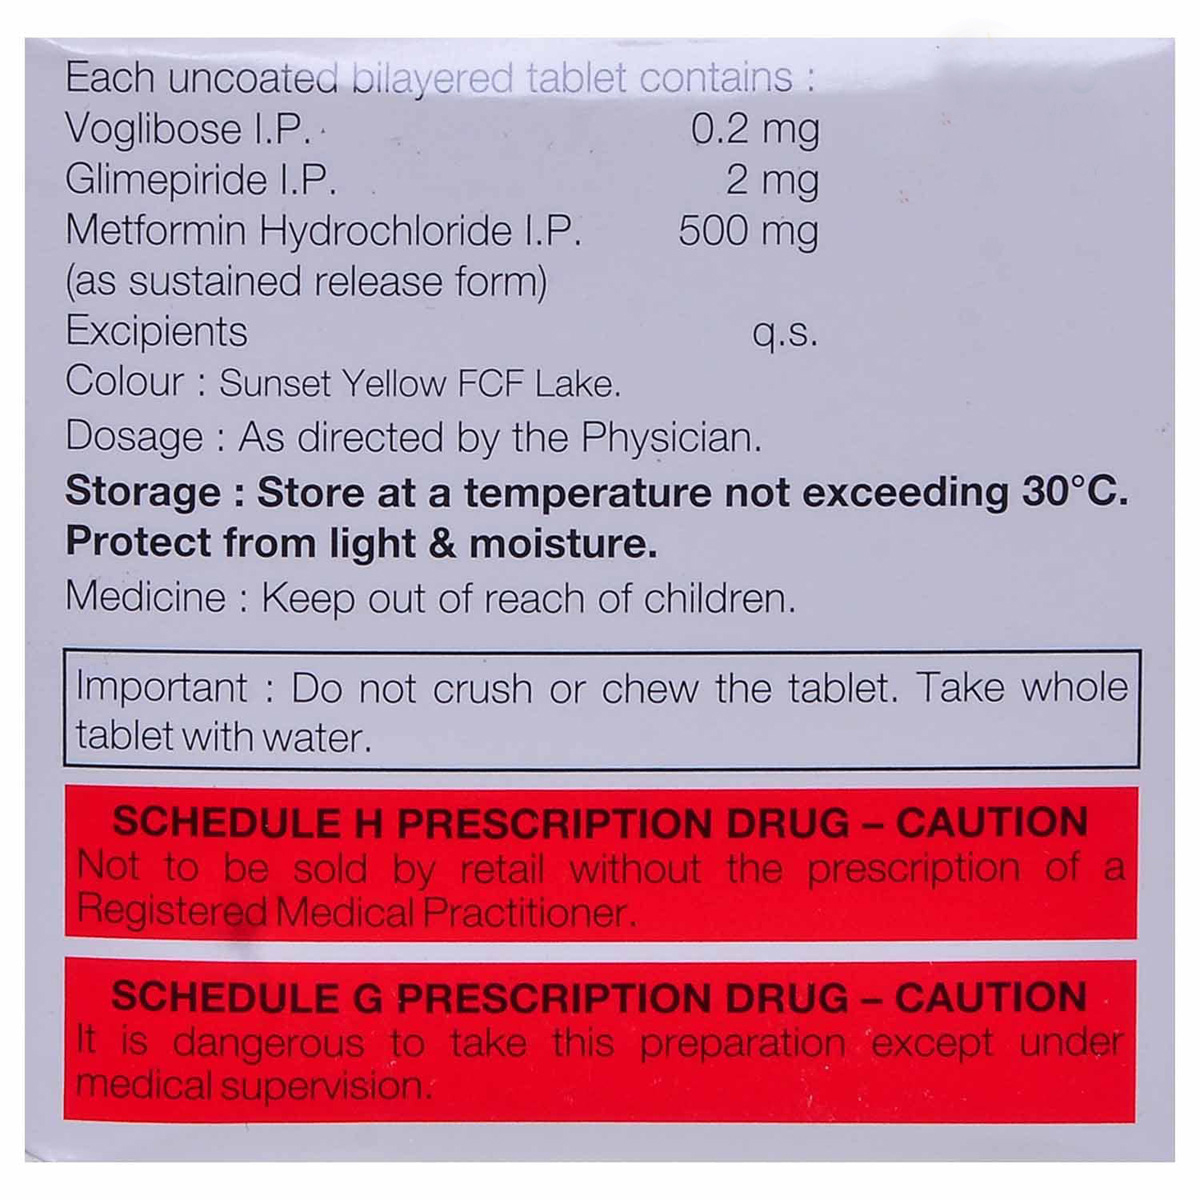 Each uncoated bilayered tablet contains :
Voglibose I.P. 0.2 mg
Glimepiride I.P. 2 mg
Metformin Hydrochloride I.P. 500 mg
(as sustained release form)
Excipients q.s.
Colour : Sunset Yellow FCF Lake.
Dosage : As directed by the Physician.
Storage : Store at a temperature not exceeding 30°C.
Protect from light & moisture.
Medicine : Keep out of reach of children.
Important : Do not crush or chew the tablet. Take whole
tablet with water.
SCHEDULE H PRESCRIPTION DRUG – CAUTION
Not to be sold by retail without the prescription of a
Registered Medical Practitioner.
SCHEDULE G PRESCRIPTION DRUG – CAUTION
It is dangerous to take this preparation except under
medical supervision.